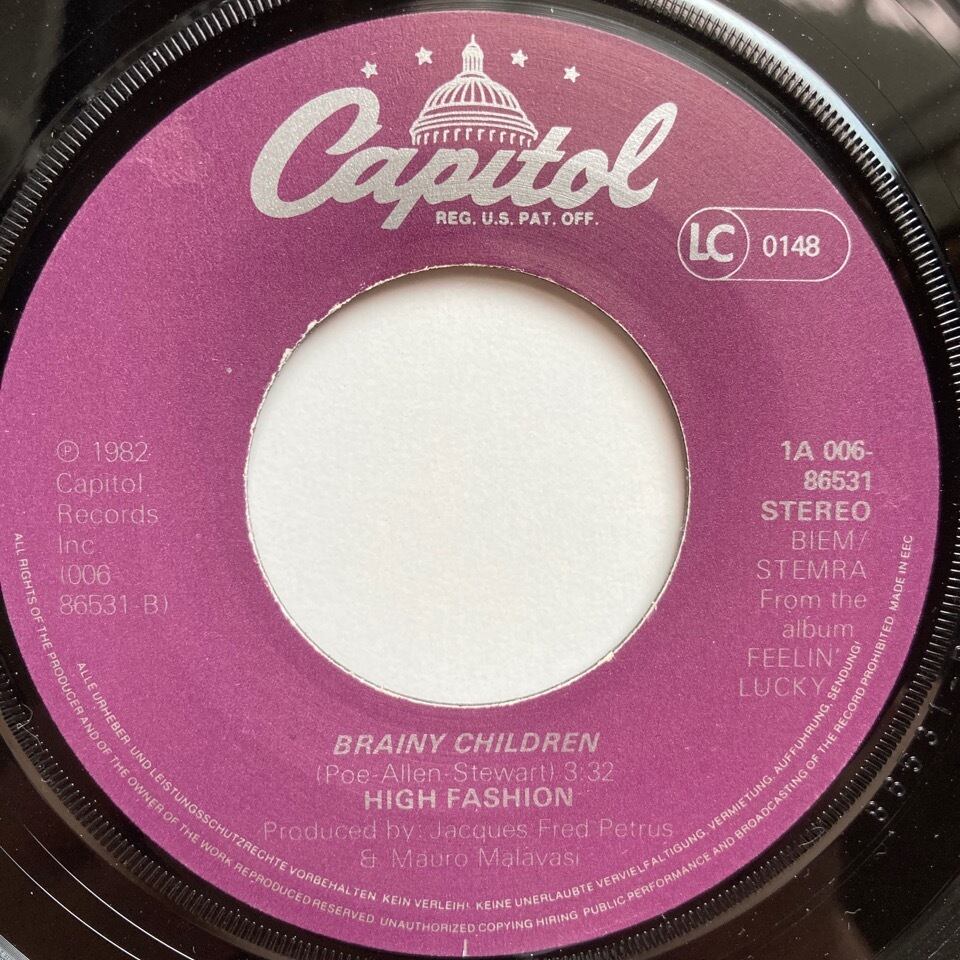 Capitol
REG. U.S. PAT. OFF.
LC 0148
℗ 1982
Capitol
Records
Inc
(006
86531-B)
1A 006-
86531
STEREO
BIEM/
STEMRA
From the
album
FEELIN'
LUCKY
BRAINY CHILDREN
(Poe-Allen-Stewart) 3:32
HIGH FASHION
Produced by: Jacques Fred Petrus
& Mauro Malavasi
ALLE URHEBER UND LEISTUNGSSCHUTZRECHTE VORBEHALTEN. KEIN VERLEIH! KEINE UNERLAUBTE VERVIELFALTIGUNG, VERMIETUNG, AUFFUHRUNG, SENDUNG!
ALL RIGHTS OF THE PRODUCER AND OF THE OWNER OF THE WORK REPRODUCED RESERVED. UNAUTHORIZED COPYING HIRING. PUBLIC PERFORMANCE AND BROADCASTING OF THE RECORD PROHIBITED. MADE IN EEC